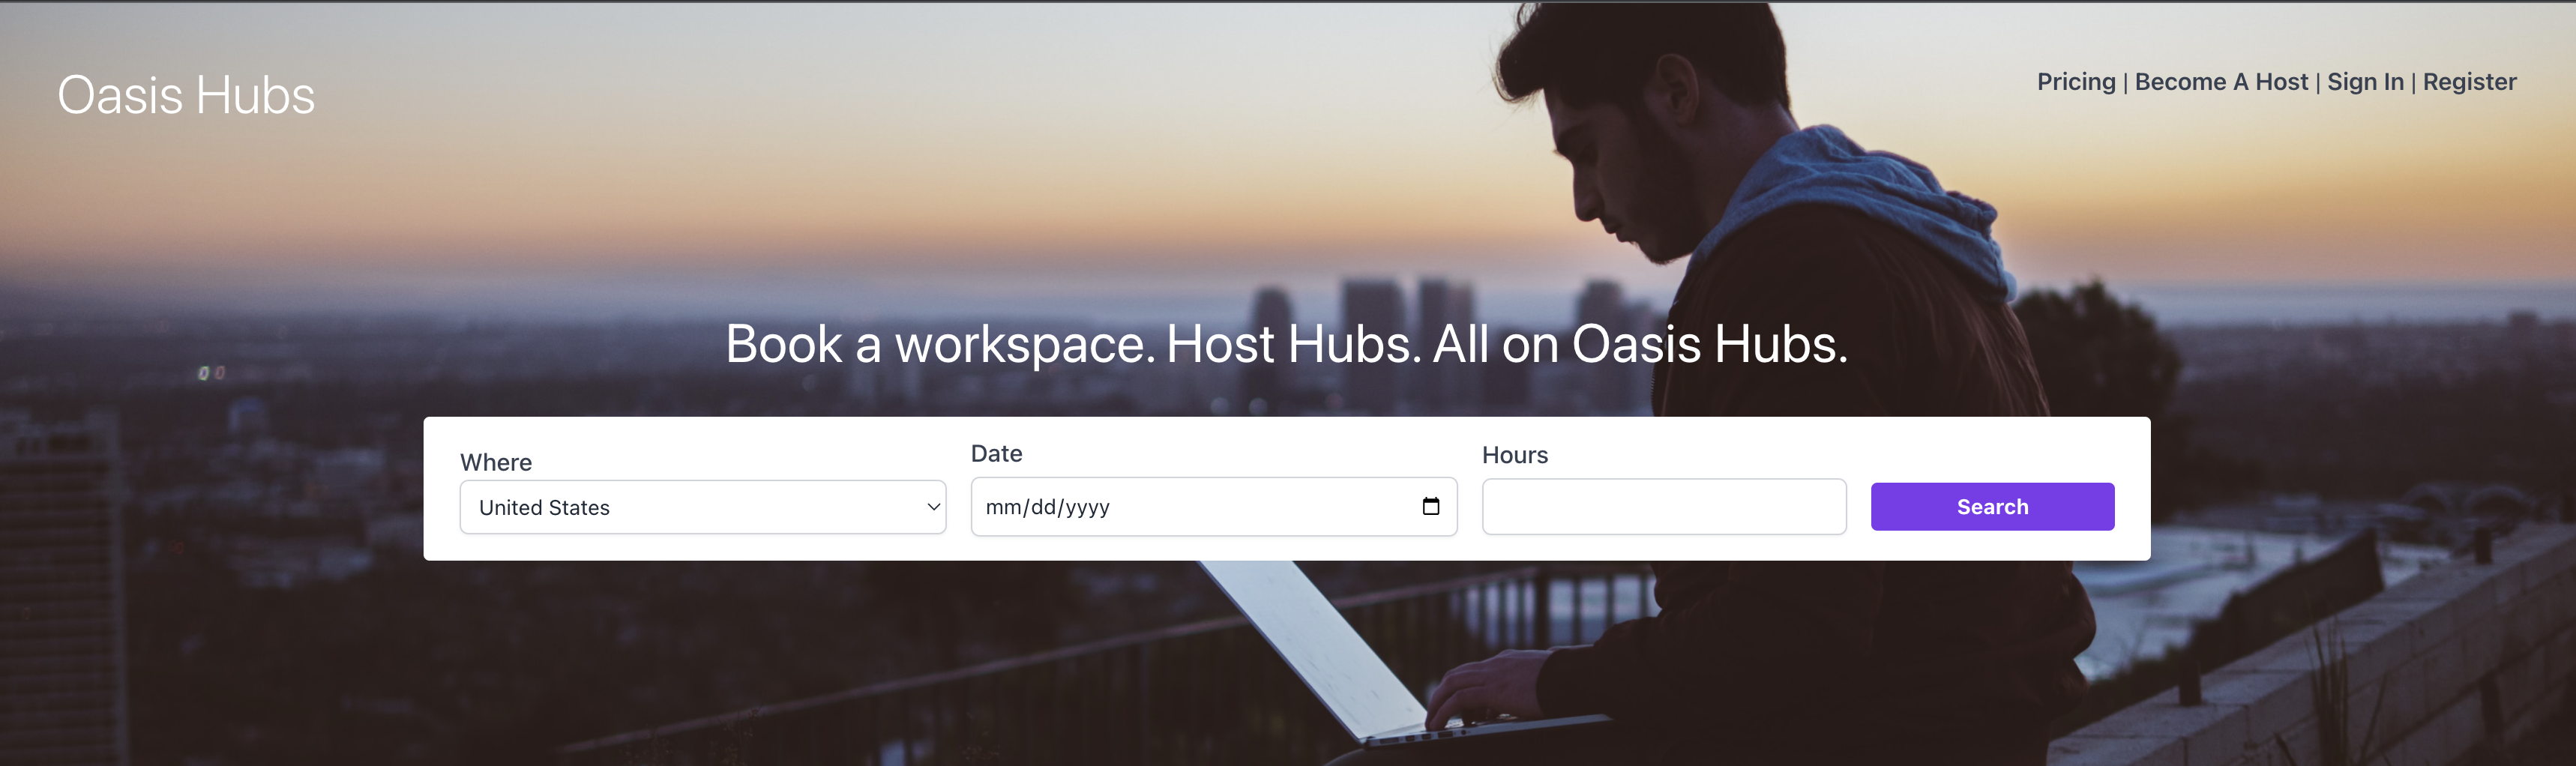 Oasis Hubs
Pricing | Become A Host | Sign In | Register
Book a workspace. Host Hubs. All on Oasis Hubs.
Where
Date
Hours
United States
mm/dd/yyyy
Search